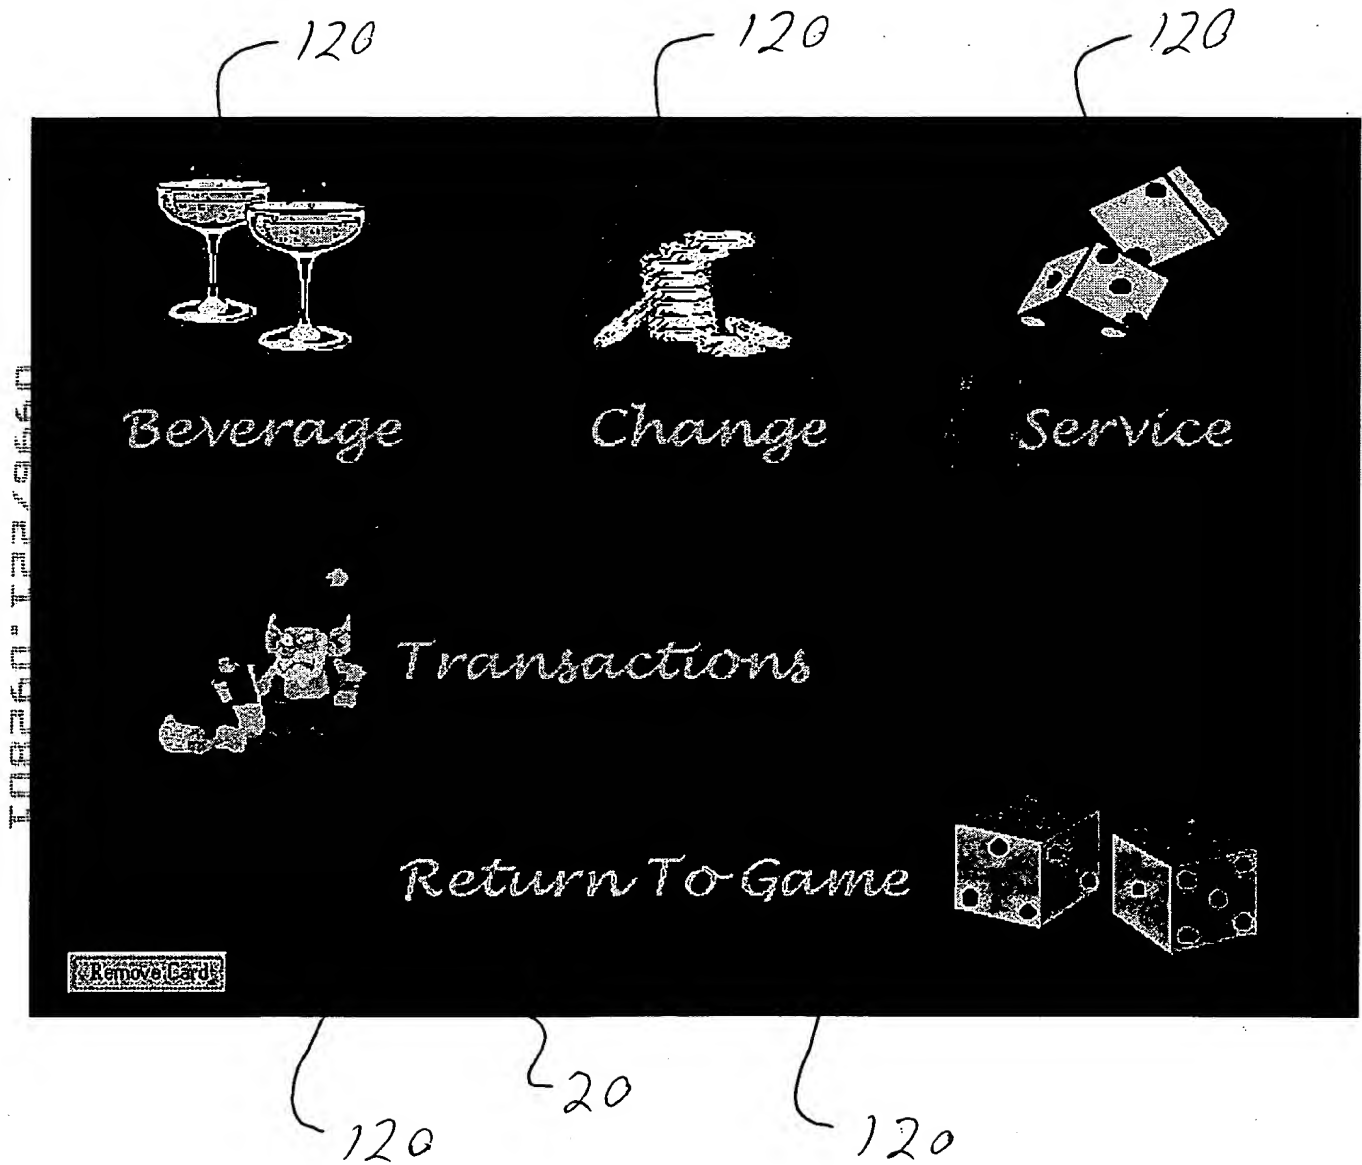 120 120 120
Beverage Change Service
Transactions
Return To Game
Remove Card
20
120 120